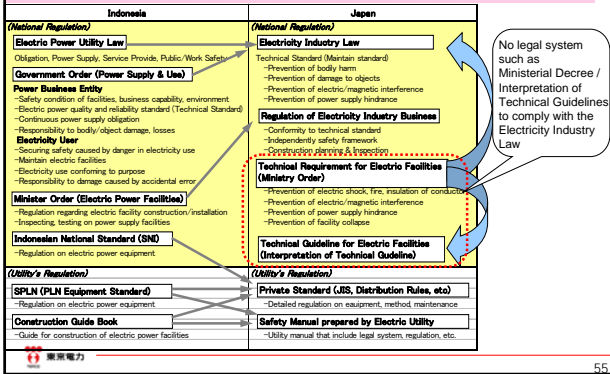 Indonesia
(National Regulation)
Electric Power Utility Law
Obligation, Power Supply, Service Provide, Public/Work Safety
Government Order (Power Supply & Use)
Power Business Entity
-Safety condition of facilities, business capability, environment
-Electric power quality and reliability standard (Technical Standard)
-Continuous power supply obligation
-Responsibility to bodily/object damage, losses
Electricity User
-Securing safety caused by danger in electricity use
-Maintain electric facilities
-Electricity use conforming to purpose
-Responsibility to damage caused by accidental error
Minister Order (Electric Power Facilities)
-Regulation regarding electric facility construction/installation
-Inspecting, testing on power supply facilities
Indonesian National Standard (SNI)
-Regulation on electric power equipment
(Utility's Regulation)
SPLN (PLN Equipment Standard)
-Regulation on electric power equipment
Construction Guide Book
-Guide for construction of electric power facilities
Japan
(National Regulation)
Electricity Industry Law
Technical Standard (Maintain standard)
-Prevention of bodily harm
-Prevention of damage to objects
-Prevention of electric/magnetic interference
-Prevention of power supply hindrance
Regulation of Electricity Industry Business
-Conformity to technical standard
-Independently safety framework
-Construction planning & Inspection
Technical Requirement for Electric Facilities
(Ministry Order)
-Prevention of electric shock, fire, insulation of conductor
-Prevention of electric/magnetic interference
-Prevention of power supply hindrance
-Prevention of facility collapse
Technical Guideline for Electric Facilities
(Interpretation of Technical Gudeline)
(Utility's Regulation)
Private Standard (JIS, Distribution Rules, etc)
-Detailed regulation on equipment, method, maintenance
Safety Manual prepared by Electric Utility
-Utility manual that include legal system, regulation, etc.
No legal system
such as
Ministerial Decree /
Interpretation of
Technical Guidelines
to comply with the
Electricity Industry
Law
東京電力
55